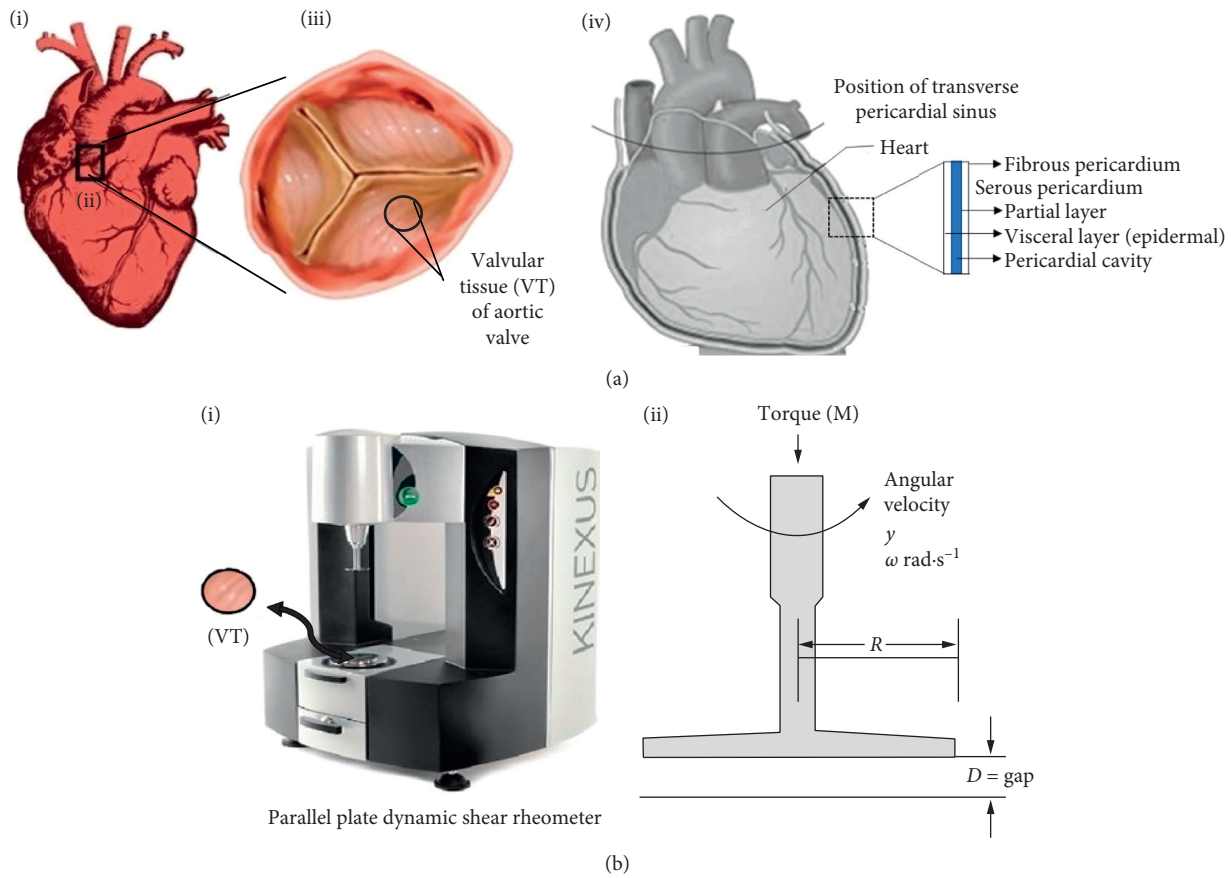 (i)
(ii)
(iii)
Valvular
tissue (VT)
of aortic
valve
(iv)
Position of transverse
pericardial sinus
Heart
Fibrous pericardium
Serous pericardium
Partial layer
Visceral layer (epidermal)
Pericardial cavity
(a)
(i)
(VT)
KINEXUS
Parallel plate dynamic shear rheometer
(ii)
Torque (M)
Angular
velocity
y
ω rad·s⁻¹
R
D = gap
(b)